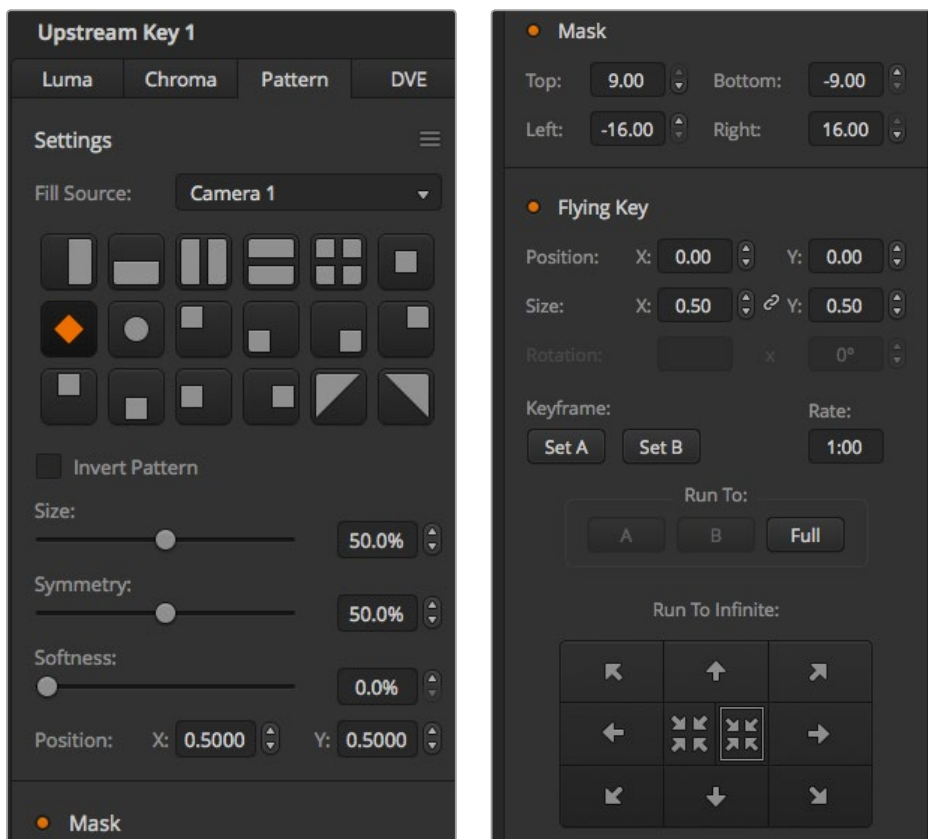 Upstream Key 1
Luma Chroma Pattern DVE
Settings
Fill Source: Camera 1
Invert Pattern
Size:
50.0%
Symmetry:
50.0%
Softness:
0.0%
Position: X: 0.5000 Y: 0.5000
Mask
Mask
Top: 9.00 Bottom: -9.00
Left: -16.00 Right: 16.00
Flying Key
Position: X: 0.00 Y: 0.00
Size: X: 0.50 Y: 0.50
Rotation: x 0°
Keyframe: Rate:
Set A Set B 1:00
Run To:
A B Full
Run To Infinite: